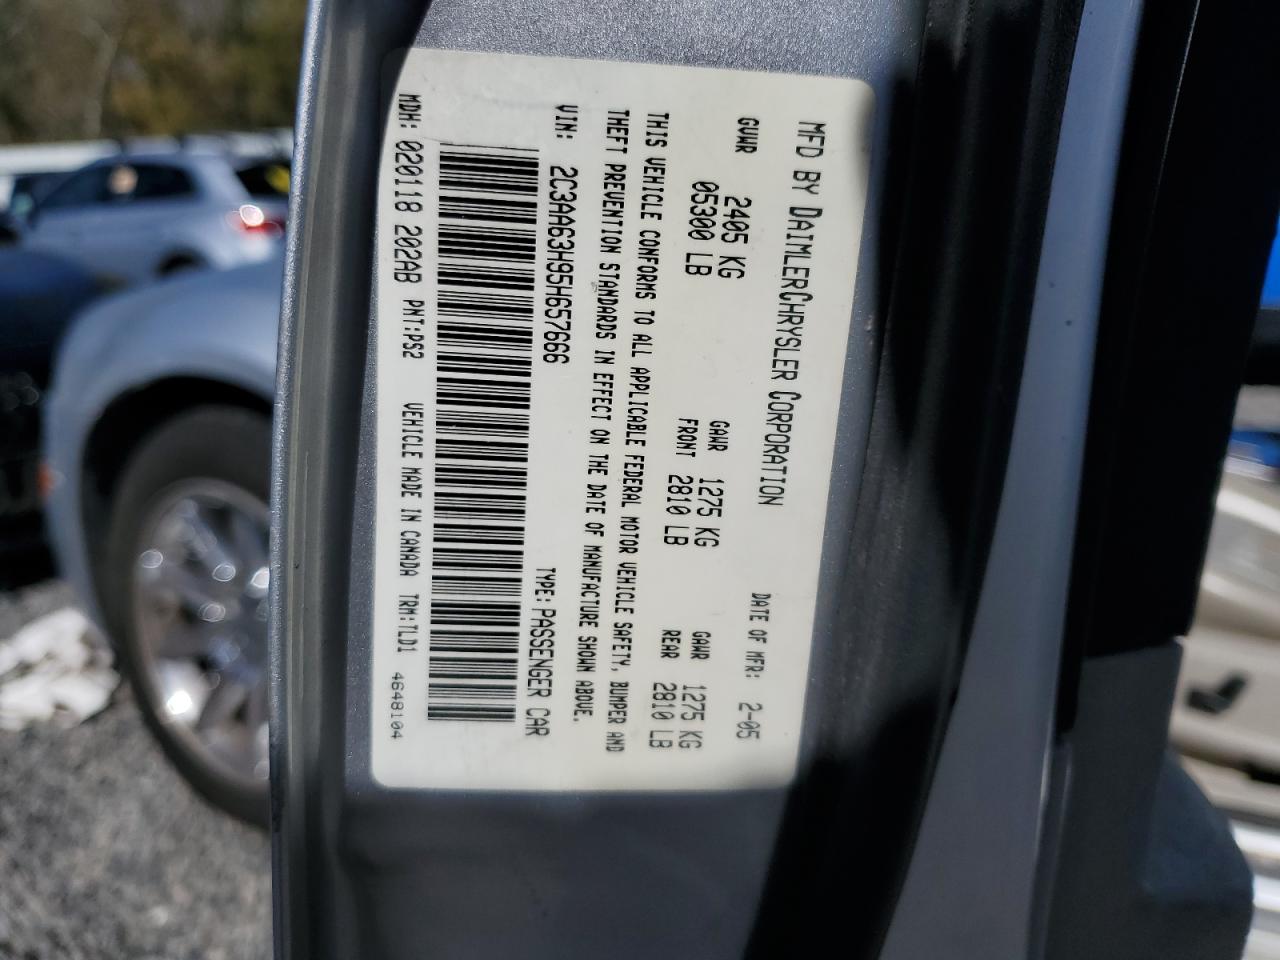 MFD BY DAIMLERCHRYSLER CORPORATION DATE OF MFR: 2-05
GVWR 2405 KG GAWR 1275 KG GAWR 1275 KG
05300 LB FRONT 2810 LB REAR 2810 LB
THIS VEHICLE CONFORMS TO ALL APPLICABLE FEDERAL MOTOR VEHICLE SAFETY, BUMPER AND
THEFT PREVENTION STANDARDS IN EFFECT ON THE DATE OF MANUFACTURE SHOWN ABOVE.
VIN: 2C3AA63H95H657666 TYPE: PASSENGER CAR
MDH: 020118 202AB PNT:PS2 VEHICLE MADE IN CANADA TRM:TLD1 4648104